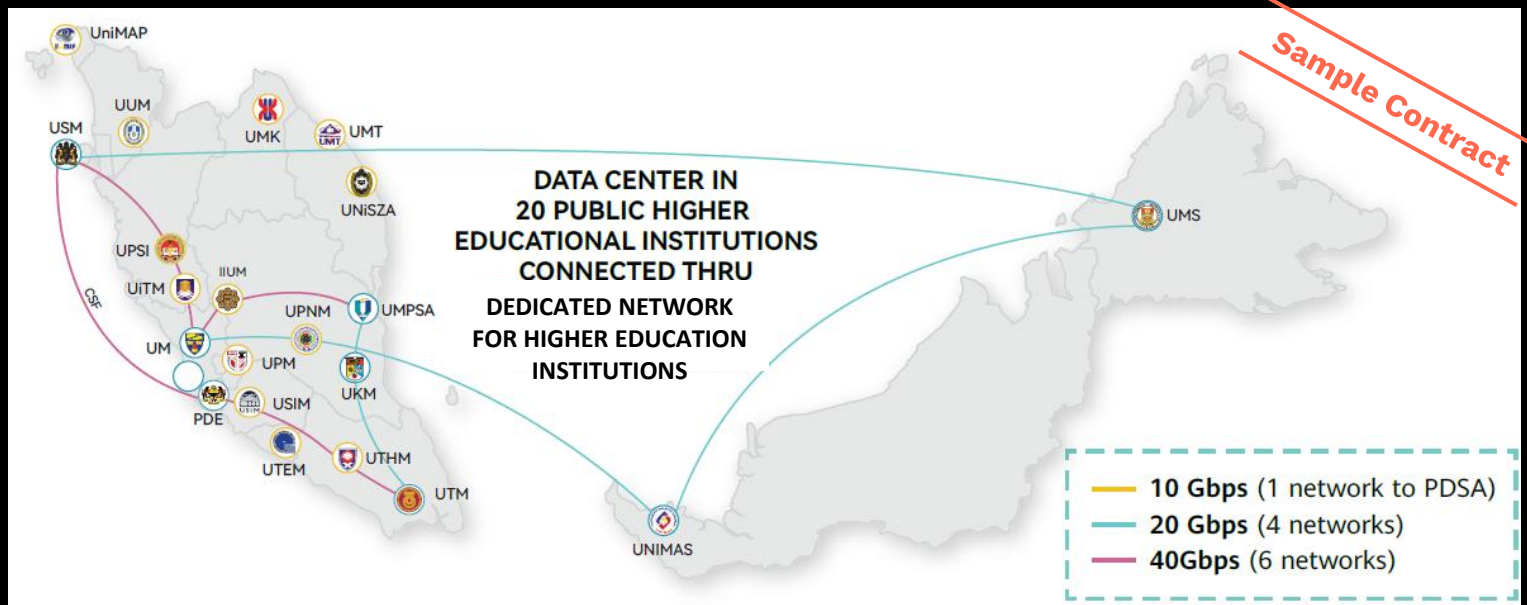 UniMAP
Sample Contract
UUM
USM
UMK
UMT
UNiSZA
DATA CENTER IN
20 PUBLIC HIGHER
EDUCATIONAL INSTITUTIONS
CONNECTED THRU
DEDICATED NETWORK
FOR HIGHER EDUCATION
INSTITUTIONS
UMS
UPSI
IIUM
UiTM
CSF
UPNM
UMPSA
UM
UPM
UKM
USIM
PDE
UTEM
UTHM
UTM
UNIMAS
10 Gbps (1 network to PDSA)
20 Gbps (4 networks)
40Gbps (6 networks)
UMT
USIM